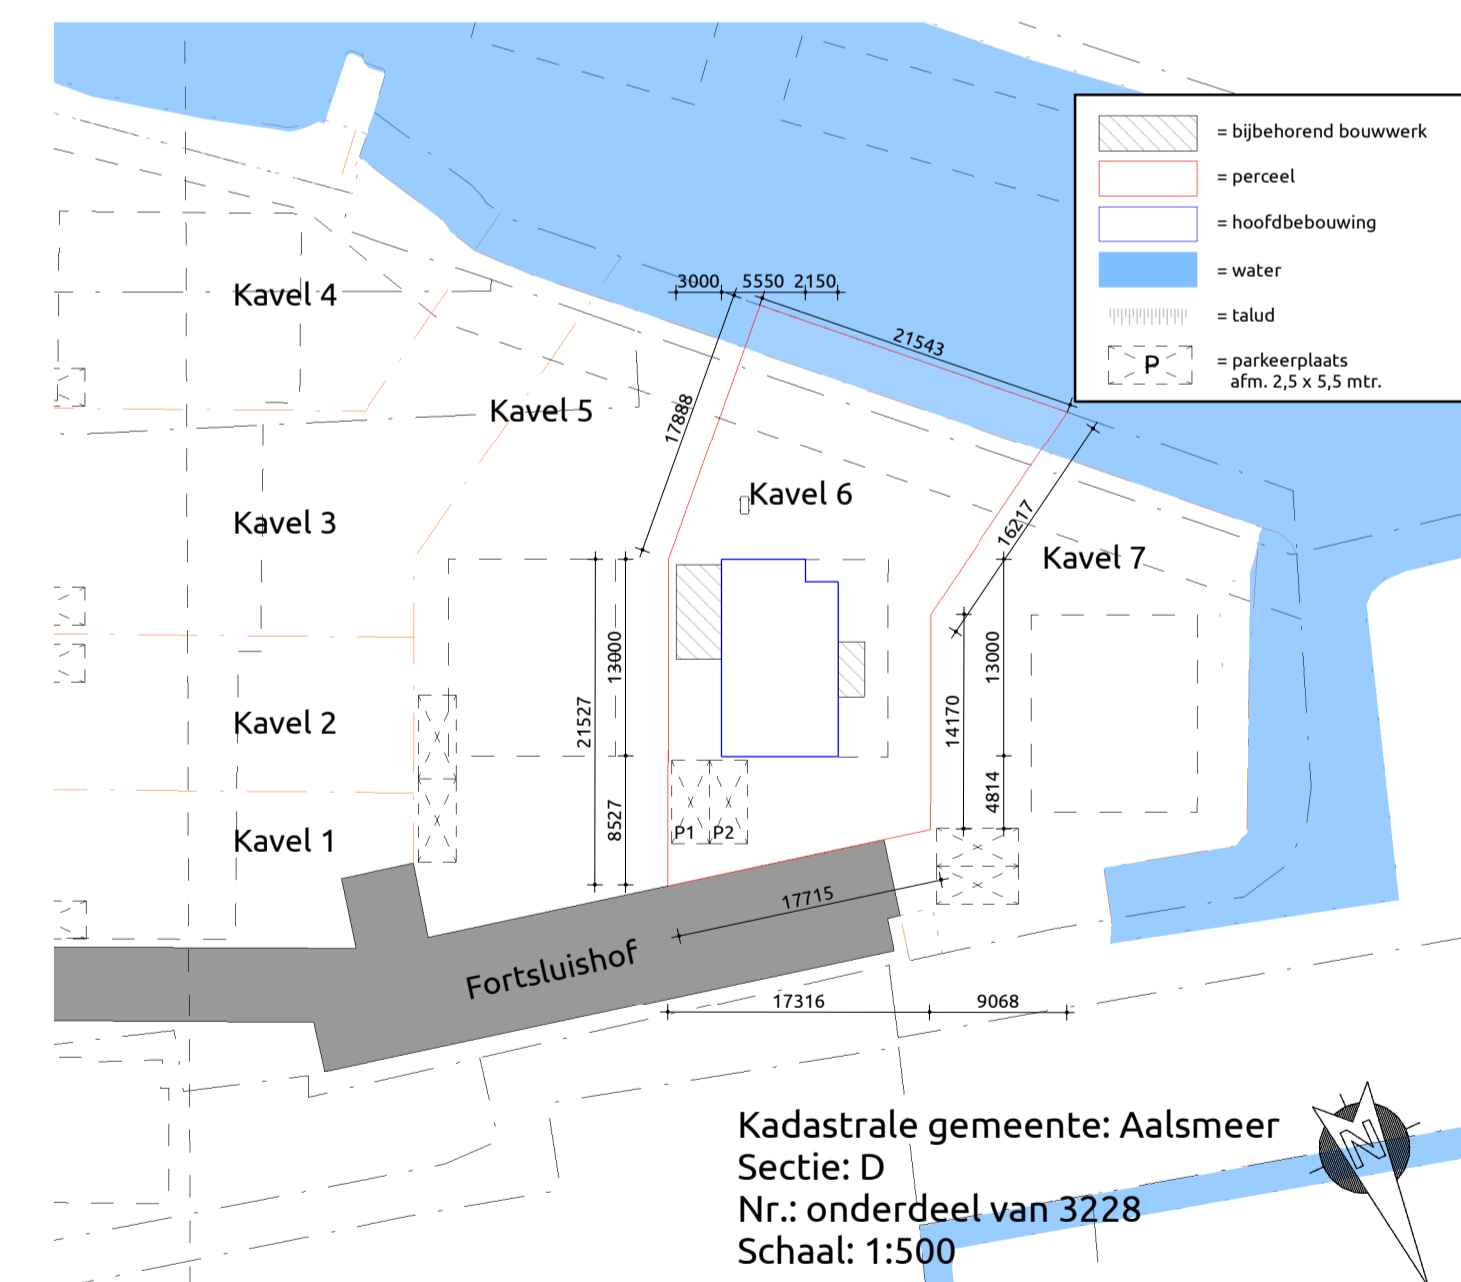 = bijbehorend bouwwerk
= perceel
= hoofdbebouwing
= water
= talud
P
= parkeerplaats
afm. 2,5 x 5,5 mtr.
3000
5550
2150
21543
Kavel 4
Kavel 5
17888
Kavel 6
16217
Kavel 3
Kavel 7
13000
21527
13000
14170
Kavel 2
8527
4814
P1
P2
Kavel 1
17715
Fortsluishof
17316
9068
Kadastrale gemeente: Aalsmeer
Sectie: D
Nr.: onderdeel van 3228
Schaal: 1:500
N